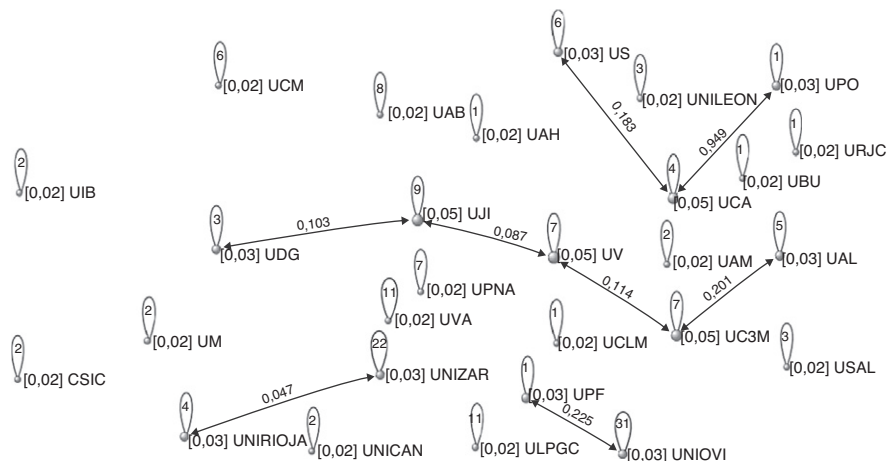 6
[0,03] US
6
[0,02] UCM
8
[0,02] UAB
1
[0,02] UAH
3
[0,02] UNILEON
1
[0,03] UPO
0,183
0,949
1
[0,02] URJC
1
[0,02] UBU
4
[0,05] UCA
2
[0,02] UIB
9
[0,05] UJI
3
[0,03] UDG
0,103
0,087
7
[0,05] UV
2
[0,02] UAM
5
[0,03] UAL
7
[0,02] UPNA
11
[0,02] UVA
0,114
0,201
7
[0,05] UC3M
1
[0,02] UCLM
2
[0,02] UM
2
[0,02] CSIC
22
[0,03] UNIZAR
3
[0,02] USAL
0,047
4
[0,03] UNIRIOJA
2
[0,02] UNICAN
1
[0,03] UPF
0,225
11
[0,02] ULPGC
31
[0,03] UNIOVI